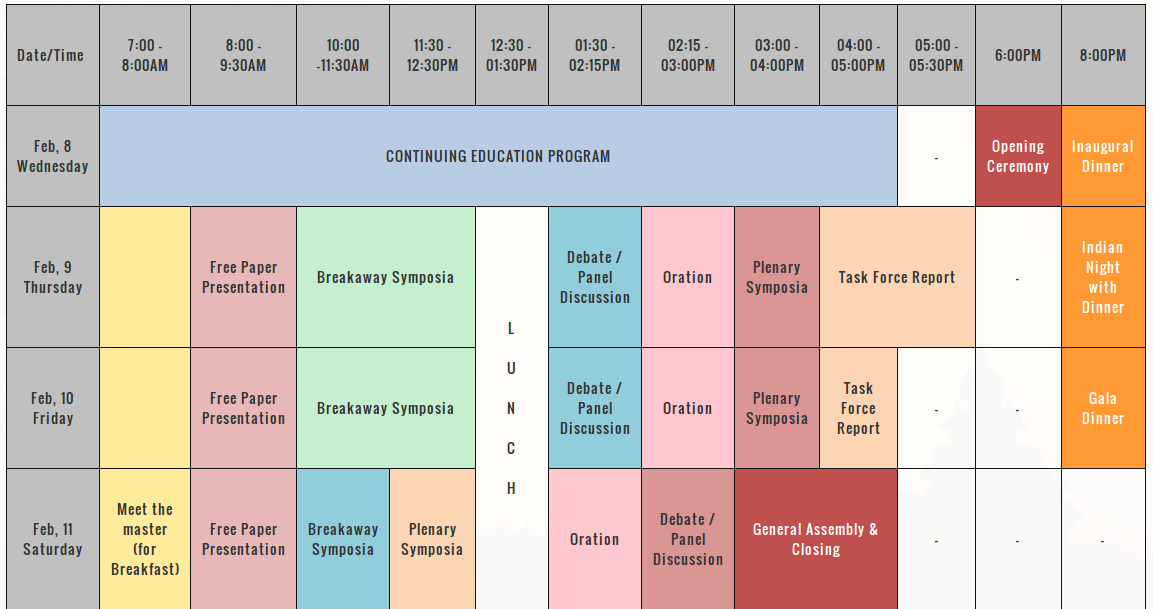 Date/Time
7:00 -
8:00AM
8:00 -
9:30AM
10:00
-11:30AM
11:30 -
12:30PM
12:30 -
01:30PM
01:30 -
02:15PM
02:15 -
03:00PM
03:00 -
04:00PM
04:00 -
05:00PM
05:00 -
05:30PM
6:00PM
8:00PM
Feb, 8
Wednesday
CONTINUING EDUCATION PROGRAM
-
Opening
Ceremony
Inaugural
Dinner
Feb, 9
Thursday
Free Paper
Presentation
Breakaway Symposia
L
U
N
C
H
Debate /
Panel
Discussion
Oration
Plenary
Symposia
Task Force Report
-
Indian
Night
with
Dinner
Feb, 10
Friday
Free Paper
Presentation
Breakaway Symposia
Debate /
Panel
Discussion
Oration
Plenary
Symposia
Task
Force
Report
-
-
Gala
Dinner
Feb, 11
Saturday
Meet the
master
(for
Breakfast)
Free Paper
Presentation
Breakaway
Symposia
Plenary
Symposia
Oration
Debate /
Panel
Discussion
General Assembly &
Closing
-
-
-